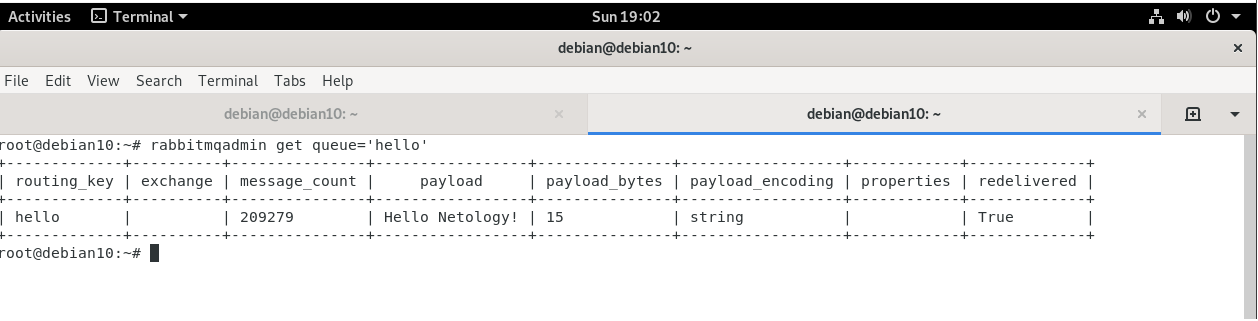 Activities Terminal Sun 19:02
debian@debian10: ~
File Edit View Search Terminal Tabs Help
debian@debian10: ~ debian@debian10: ~
root@debian10:~# rabbitmqadmin get queue='hello'
+-------------+----------+---------------+----------------+---------------+------------------+------------+-------------+
| routing_key | exchange | message_count |    payload     | payload_bytes | payload_encoding | properties | redelivered |
+-------------+----------+---------------+----------------+---------------+------------------+------------+-------------+
| hello       |          | 209279        | Hello Netology! | 15            | string           |            | True        |
+-------------+----------+---------------+----------------+---------------+------------------+------------+-------------+
root@debian10:~#